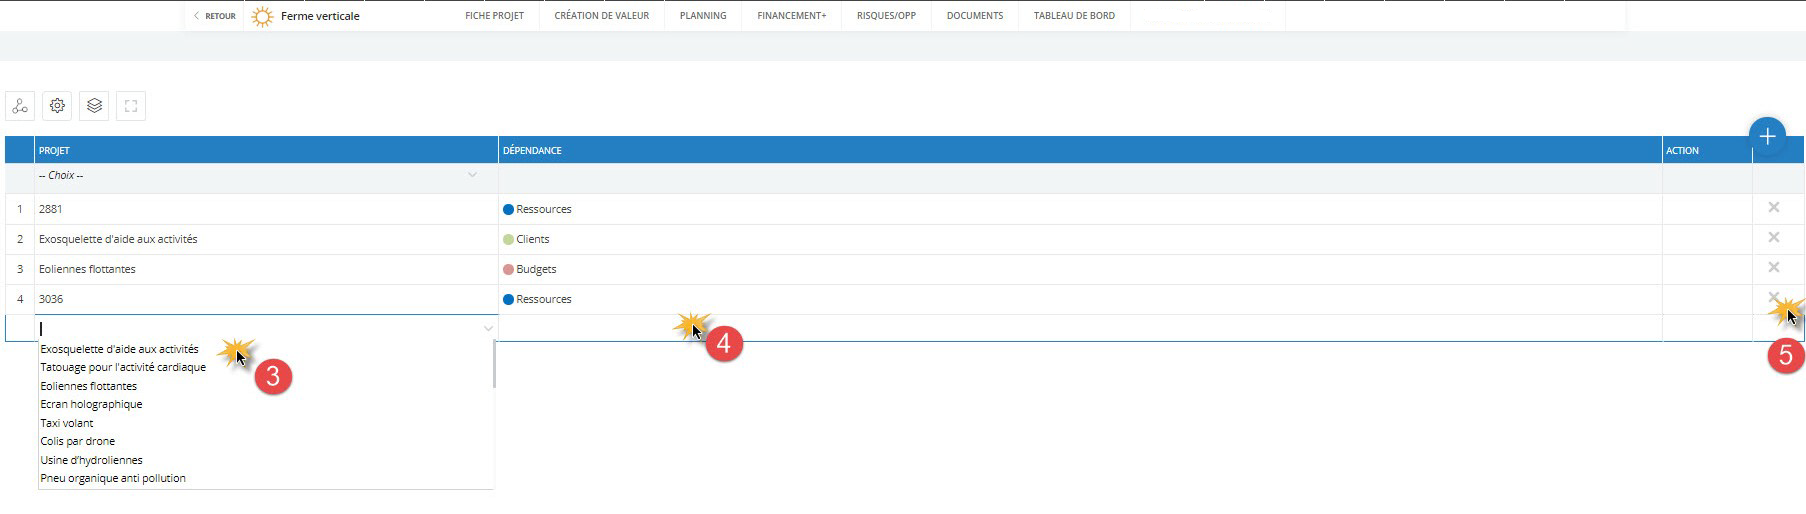 RETOUR Ferme verticale FICHE PROJET CRÉATION DE VALEUR PLANNING FINANCEMENT+ RISQUES/OPP DOCUMENTS TABLEAU DE BORD
PROJET DÉPENDANCE ACTION
-- Choix --
1 2881 Ressources
2 Exosquelette d'aide aux activités Clients
3 Eoliennes flottantes Budgets
4 3036 Ressources
Exosquelette d'aide aux activités
Tatouage pour l'activité cardiaque
Eoliennes flottantes
Ecran holographique
Taxi volant
Colis par drone
Usine d'hydroliennes
Pneu organique anti pollution
3
4
5